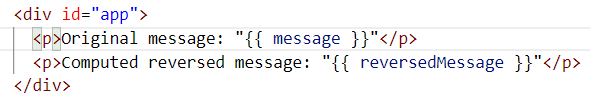 <div id="app">
  <p>Original message: "{{ message }}"</p>
  <p>Computed reversed message: "{{ reversedMessage }}"</p>
</div>